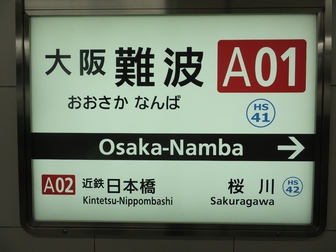 大阪難波 A01
おおさか なんば
HS
41
Osaka-Namba →
A02 近鉄日本橋
Kintetsu-Nippombashi
桜川 HS
42
Sakuragawa